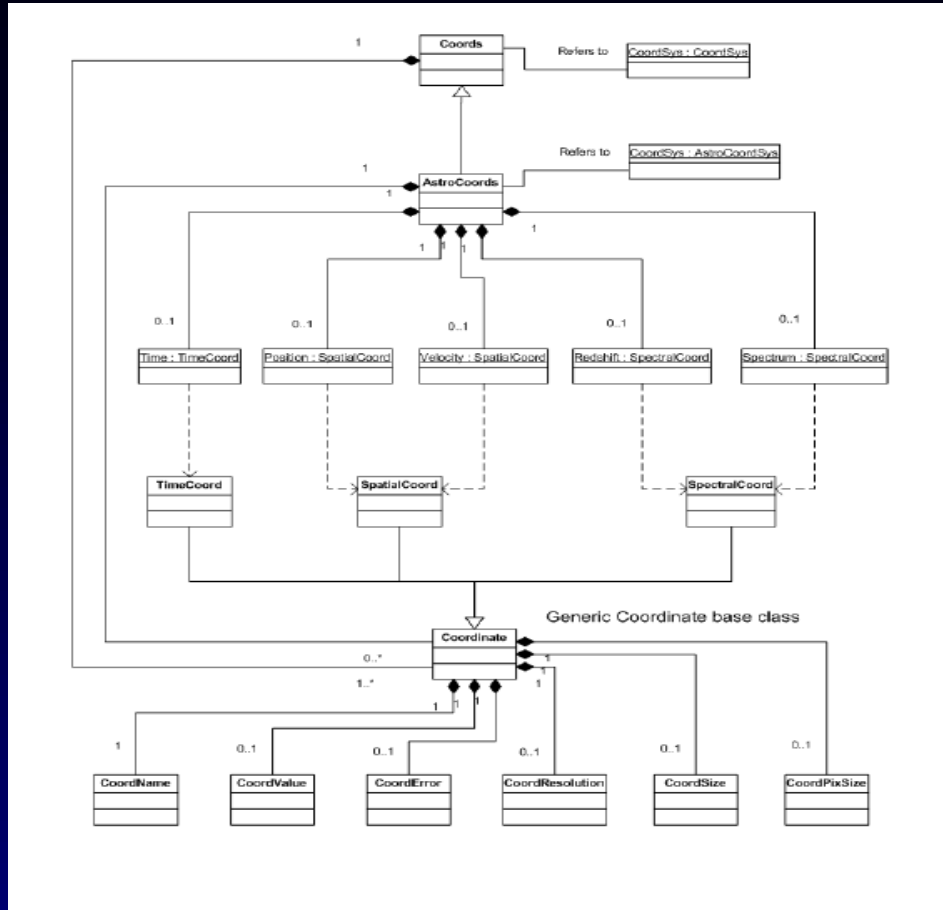 1
Coords
Refers to
CoordSys : CoordSys
Refers to
CoordSys : AstroCoordSys
1
AstroCoords
1
1
1
1
1
0..1
0..1
0..1
0..1
0..1
Time : TimeCoord
Position : SpatialCoord
Velocity : SpatialCoord
Redshift : SpectralCoord
Spectrum : SpectralCoord
TimeCoord
SpatialCoord
SpectralCoord
Generic Coordinate base class
Coordinate
0..*
1
1
1..*
1
1
1
1
1
0..1
0..1
0..1
0..1
0..1
CoordName
CoordValue
CoordError
CoordResolution
CoordSize
CoordPixSize